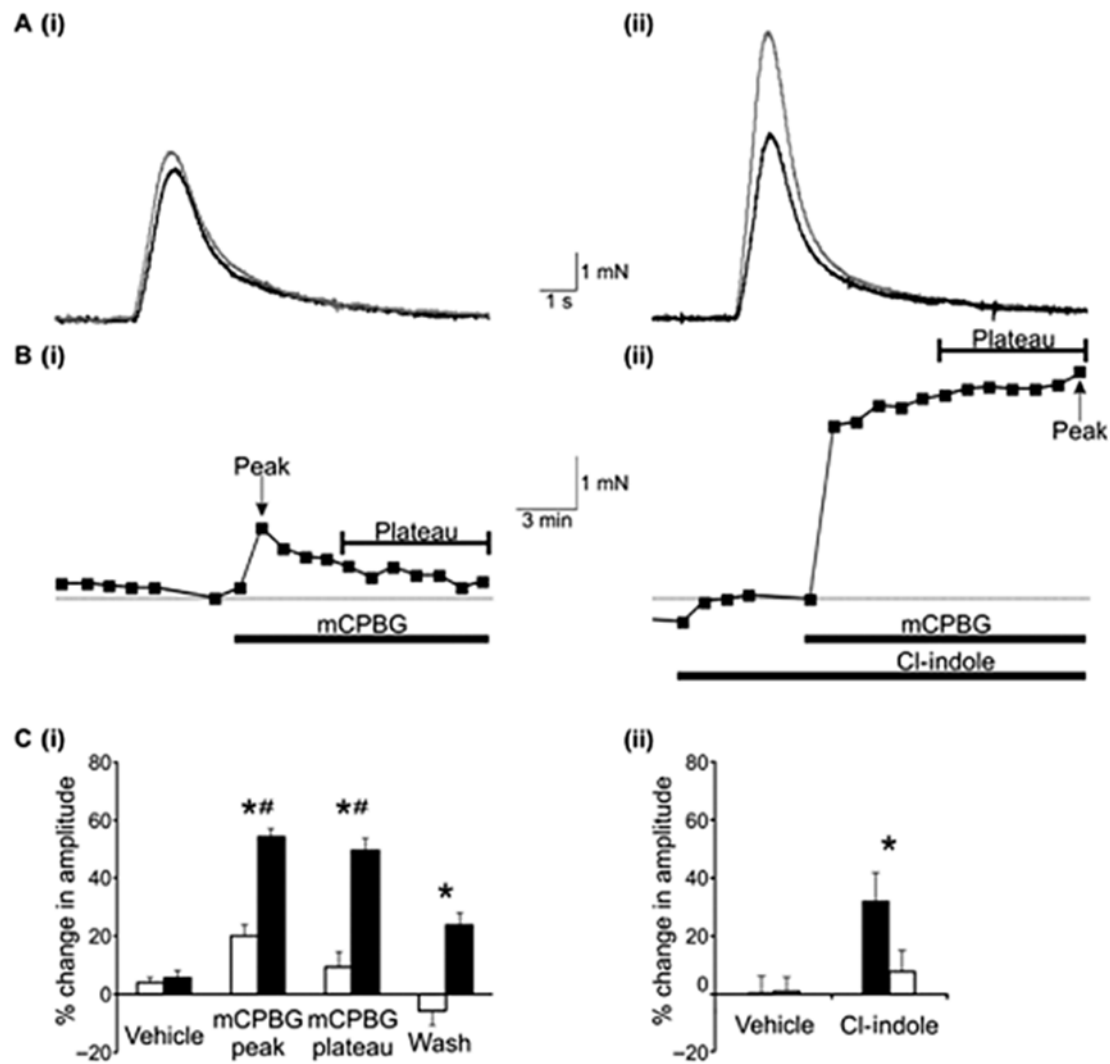 A (i)
(ii)
1 mN
1 s
B (i)
(ii)
Plateau
Peak
Peak
1 mN
3 min
Plateau
mCPBG
mCPBG
Cl-indole
C (i)
(ii)
% change in amplitude
80
60
40
20
0
−20
*#
*#
*
Vehicle
mCPBG
peak
mCPBG
plateau
Wash
% change in amplitude
80
60
40
20
0
−20
*
Vehicle
Cl-indole